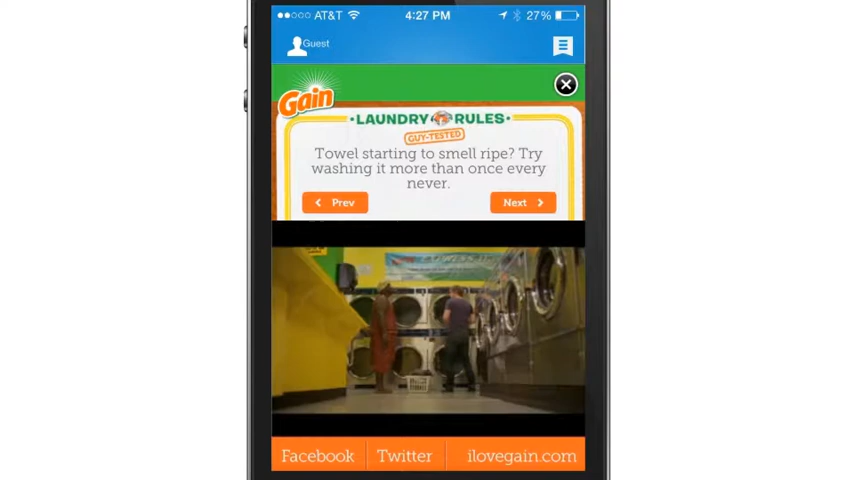 AT&T 4:27 PM 27%
Guest
Gain
LAUNDRY RULES
GUY-TESTED
Towel starting to smell ripe? Try
washing it more than once every
never.
Prev Next
Facebook Twitter ilovegain.com